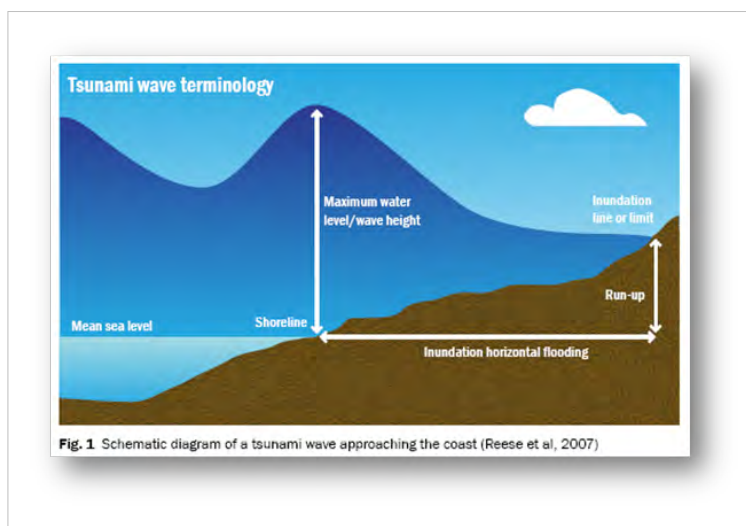 Tsunami wave terminology
Maximum water
level/wave height
Inundation
line or limit
Run-up
Mean sea level
Shoreline
Inundation horizontal flooding
Fig. 1 Schematic diagram of a tsunami wave approaching the coast (Reese et al, 2007)